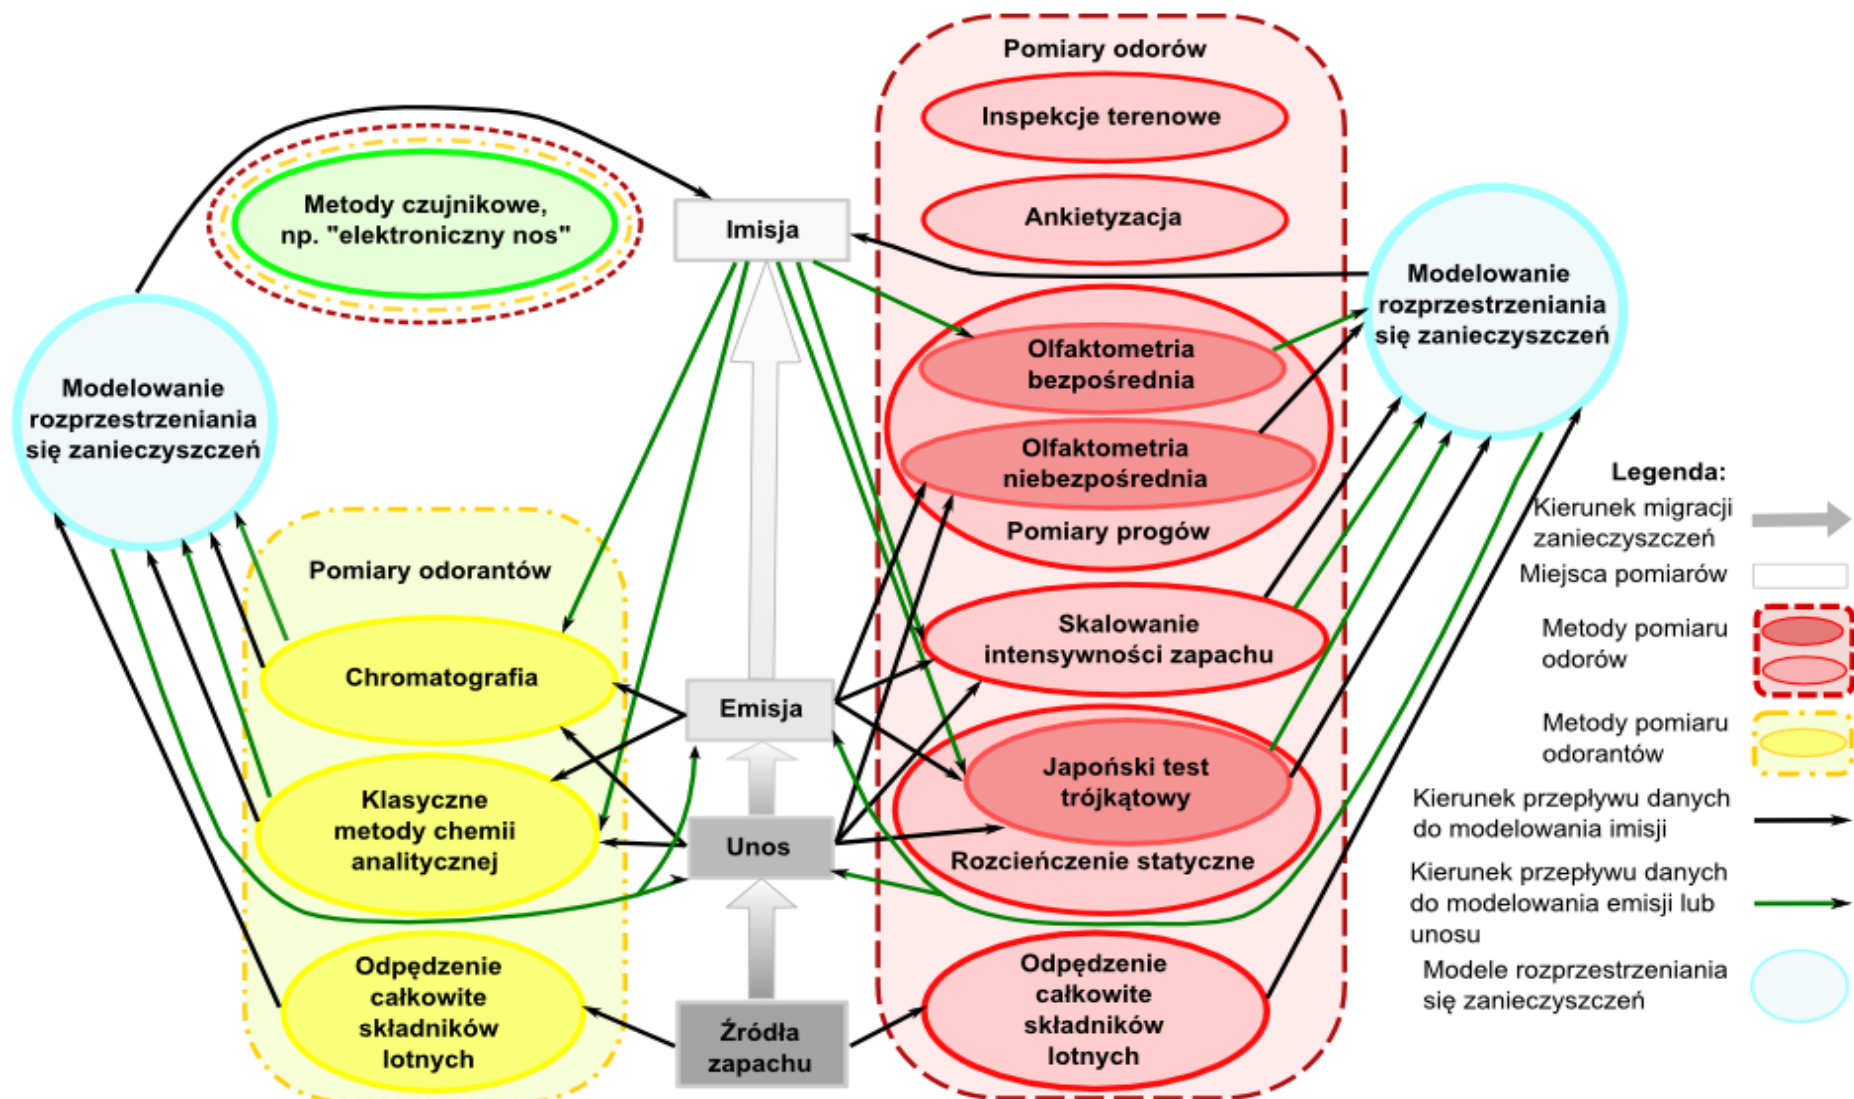 Pomiary odorów
Inspekcje terenowe
Ankietyzacja
Metody czujnikowe,
np. "elektroniczny nos"
Imisja
Modelowanie
rozprzestrzeniania
się zanieczyszczeń
Olfaktometria
bezpośrednia
Olfaktometria
niebezpośrednia
Pomiary progów
Modelowanie
rozprzestrzeniania
się zanieczyszczeń
Pomiary odorantów
Chromatografia
Klasyczne
metody chemii
analitycznej
Odpędzenie
całkowite
składników
lotnych
Emisja
Unos
Źródła
zapachu
Skalowanie
intensywności zapachu
Japoński test
trójkątowy
Rozcieńczenie statyczne
Odpędzenie
całkowite
składników
lotnych
Legenda:
Kierunek migracji
zanieczyszczeń
Miejsca pomiarów
Metody pomiaru
odorów
Metody pomiaru
odorantów
Kierunek przepływu danych
do modelowania imisji
Kierunek przepływu danych
do modelowania emisji lub
unosu
Modele rozprzestrzeniania
się zanieczyszczeń